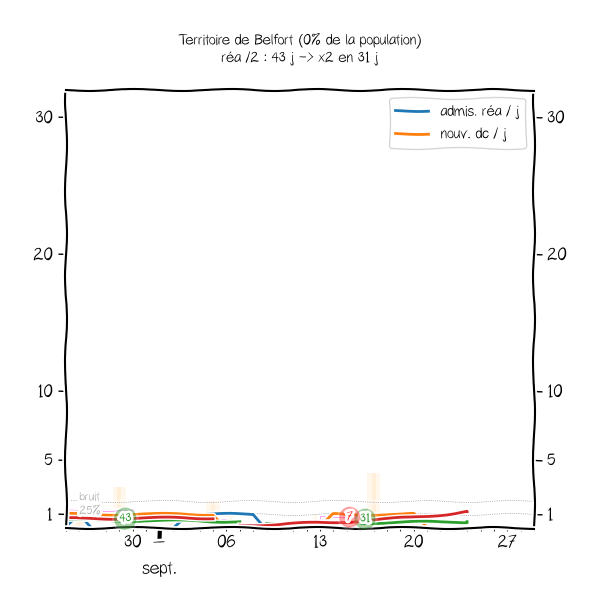 Territoire de Belfort (0% de la population)
réa /2 : 43 j -> x2 en 31 j
admis. réa / j
nouv. dc / j
30 30
20 20
10 10
5 5
1 1
bruit
25%
43 7 31
30 06 13 20 27
sept.